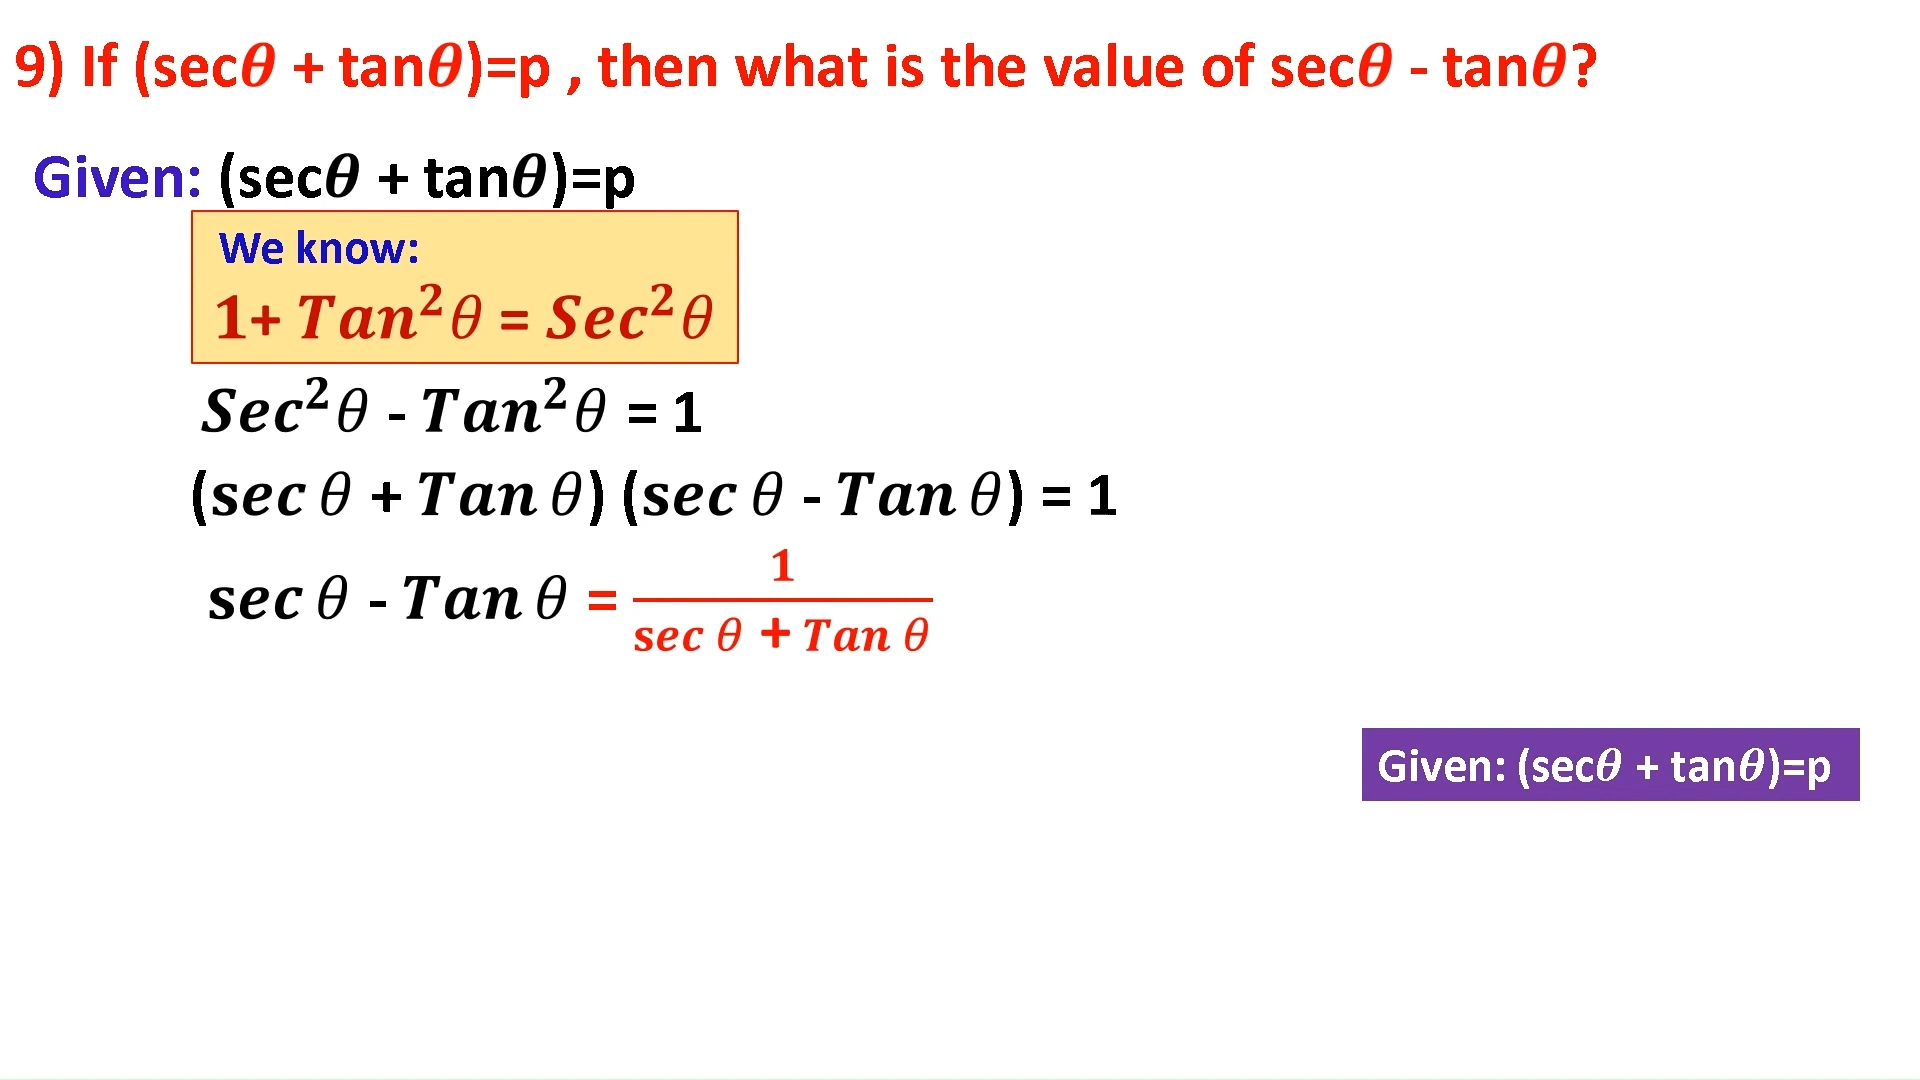 9) If (sec𝜽 + tan𝜽)=p , then what is the value of sec𝜽 - tan𝜽?
Given: (sec𝜽 + tan𝜽)=p
We know:
1+ Tan²θ = Sec²θ
Sec²θ - Tan²θ = 1
(sec θ + Tan θ) (sec θ - Tan θ) = 1
sec θ - Tan θ = 1 / (sec θ + Tan θ)
Given: (sec𝜽 + tan𝜽)=p